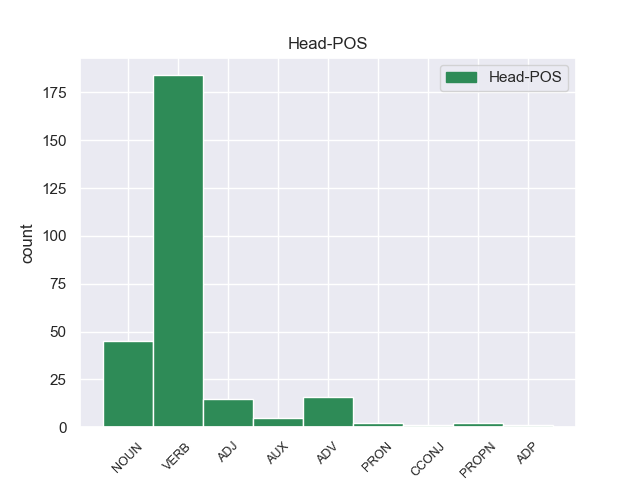 Head-POS
Head-POS
175
150
125
100
75
50
25
0
count
NOUN
VERB
ADJ
AUX
ADV
PRON
CCONJ
PROPN
ADP